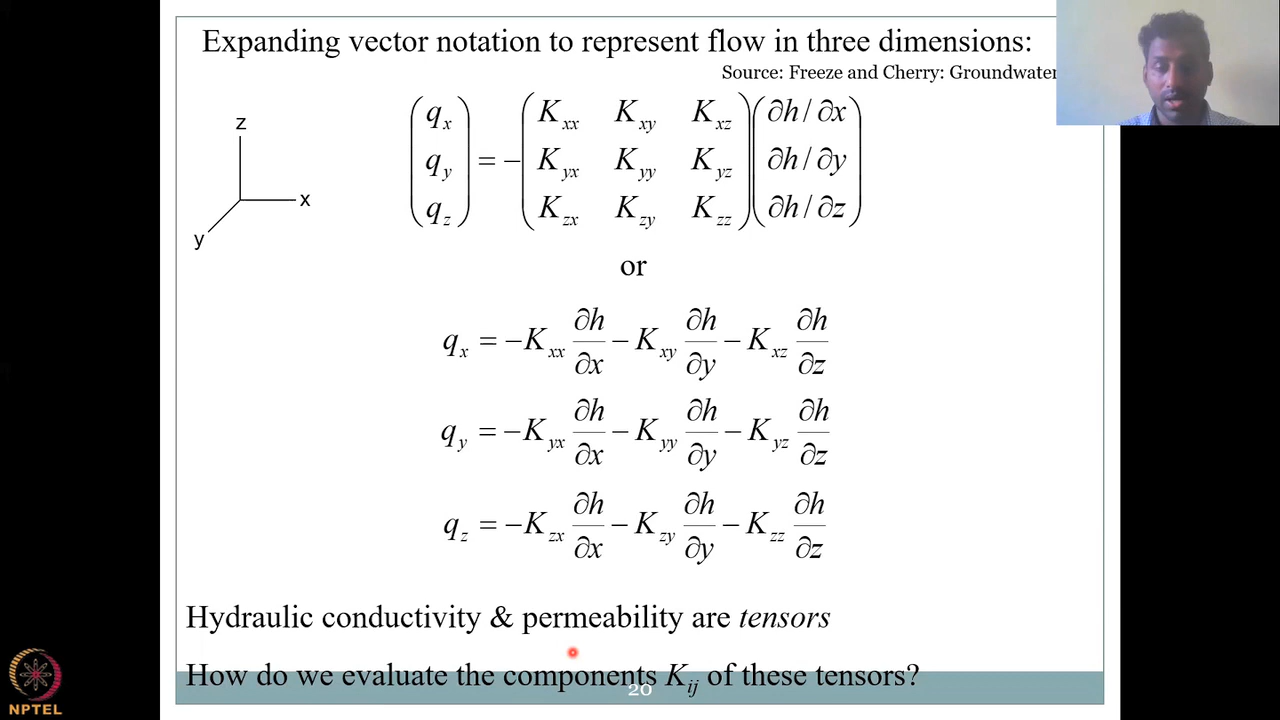 Expanding vector notation to represent flow in three dimensions:
Source: Freeze and Cherry: Groundwater
z
x
y
(q_x q_y q_z) = −(K_xx K_xy K_xz; K_yx K_yy K_yz; K_zx K_zy K_zz)(∂h/∂x ∂h/∂y ∂h/∂z)
or
q_x = −K_xx ∂h/∂x − K_xy ∂h/∂y − K_xz ∂h/∂z
q_y = −K_yx ∂h/∂x − K_yy ∂h/∂y − K_yz ∂h/∂z
q_z = −K_zx ∂h/∂x − K_zy ∂h/∂y − K_zz ∂h/∂z
Hydraulic conductivity & permeability are tensors
How do we evaluate the components K_ij of these tensors?
20
NPTEL